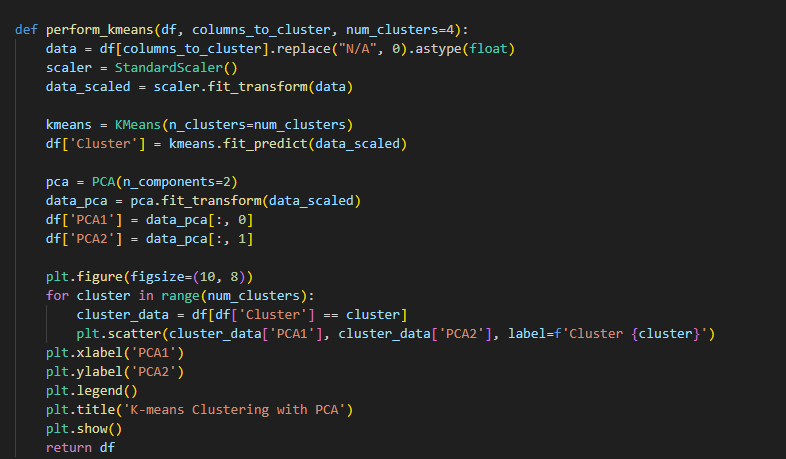 def perform_kmeans(df, columns_to_cluster, num_clusters=4):
    data = df[columns_to_cluster].replace("N/A", 0).astype(float)
    scaler = StandardScaler()
    data_scaled = scaler.fit_transform(data)

    kmeans = KMeans(n_clusters=num_clusters)
    df['Cluster'] = kmeans.fit_predict(data_scaled)

    pca = PCA(n_components=2)
    data_pca = pca.fit_transform(data_scaled)
    df['PCA1'] = data_pca[:, 0]
    df['PCA2'] = data_pca[:, 1]

    plt.figure(figsize=(10, 8))
    for cluster in range(num_clusters):
        cluster_data = df[df['Cluster'] == cluster]
        plt.scatter(cluster_data['PCA1'], cluster_data['PCA2'], label=f'Cluster {cluster}')
    plt.xlabel('PCA1')
    plt.ylabel('PCA2')
    plt.legend()
    plt.title('K-means Clustering with PCA')
    plt.show()
    return df